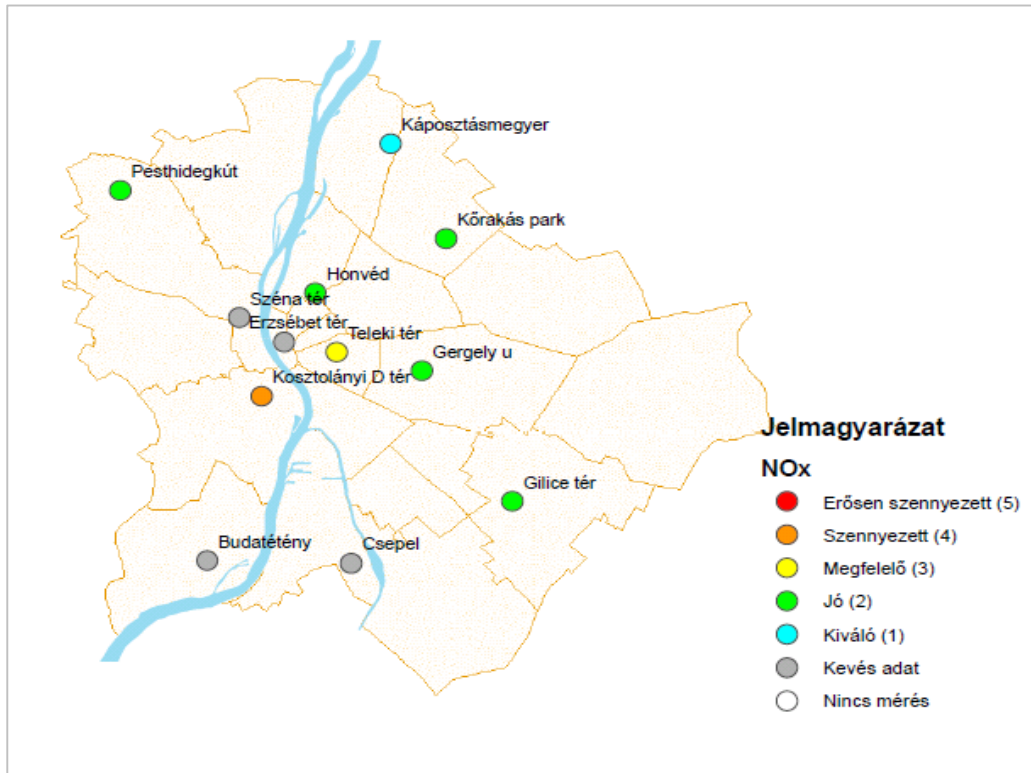 Káposztásmegyer
Pesthidegkút
Kőrakás park
Honvéd
Széna tér
Erzsébet tér
Teleki tér
Gergely u
Kosztolányi D tér
Jelmagyarázat
NOx
Gilice tér
Erősen szennyezett (5)
Szennyezett (4)
Budatétény
Csepel
Megfelelő (3)
Jó (2)
Kiváló (1)
Kevés adat
Nincs mérés